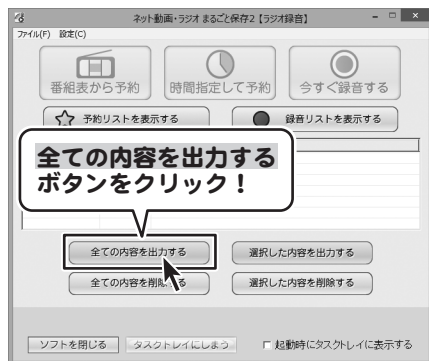 ネット動画・ラジオ まるごと保存2【ラジオ録音】
ファイル(F) 設定(C)
番組表から予約
時間指定して予約
今すぐ録音する
予約リストを表示する
録音リストを表示する
全ての内容を出力する
ボタンをクリック!
全ての内容を出力する
選択した内容を出力する
全ての内容を削除する
選択した内容を削除する
ソフトを閉じる
タスクトレイにしまう
起動時にタスクトレイに表示する